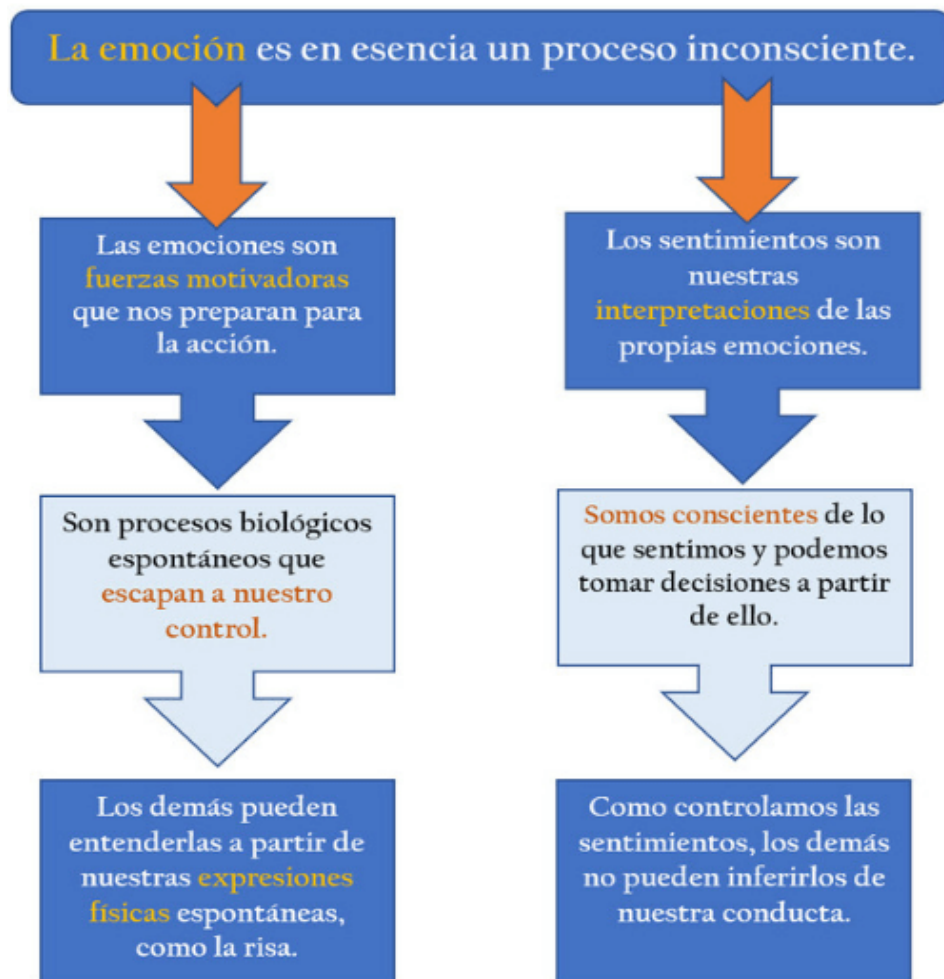 La emoción es en esencia un proceso inconsciente.
Las emociones son
fuerzas motivadoras
que nos preparan para
la acción.
Son procesos biológicos
espontáneos que
escapan a nuestro
control.
Los demás pueden
entenderlas a partir de
nuestras expresiones
físicas espontáneas,
como la risa.
Los sentimientos son
nuestras
interpretaciones de las
propias emociones.
Somos conscientes de lo
que sentimos y podemos
tomar decisiones a partir
de ello.
Como controlamos las
sentimientos, los demás
no pueden inferirlos de
nuestra conducta.